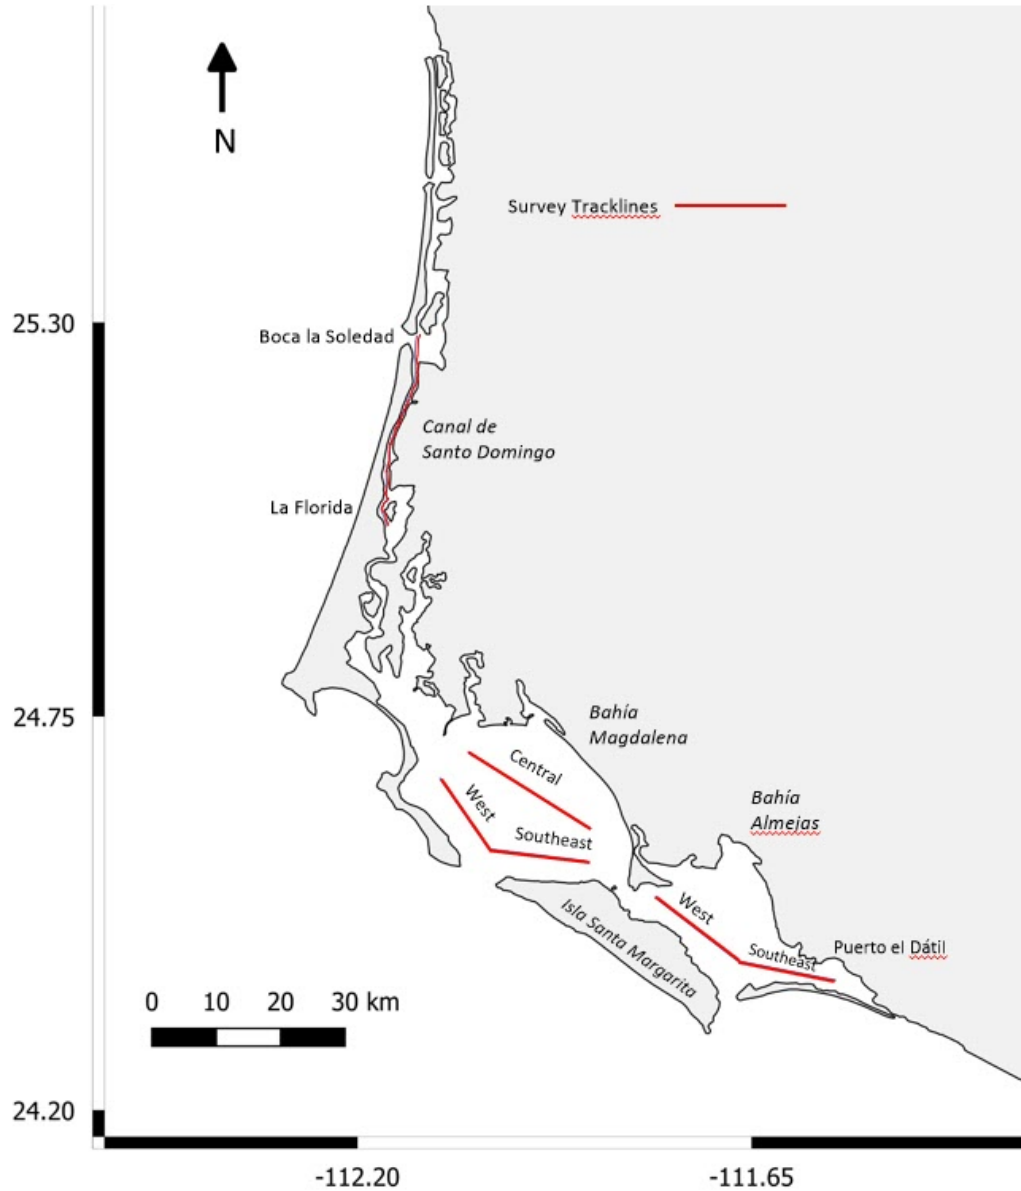 N
Survey Tracklines
25.30
Boca la Soledad
Canal de
Santo Domingo
La Florida
24.75
Bahía
Magdalena
Central
West
Southeast
Bahía
Almejas
West
Southeast
Puerto el Dátil
Isla Santa Margarita
0 10 20 30 km
24.20
-112.20 -111.65